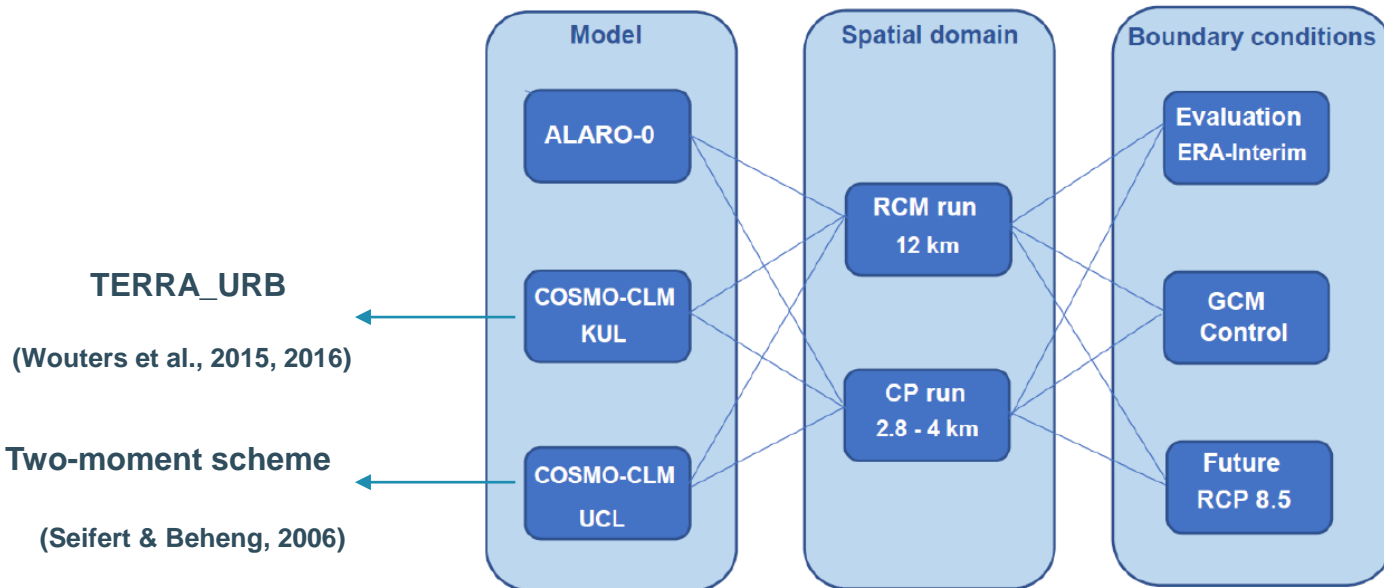 Model
ALARO-0
COSMO-CLM
KUL
COSMO-CLM
UCL
Spatial domain
RCM run
12 km
CP run
2.8 - 4 km
Boundary conditions
Evaluation
ERA-Interim
GCM
Control
Future
RCP 8.5
TERRA_URB
(Wouters et al., 2015, 2016)
Two-moment scheme
(Seifert & Beheng, 2006)